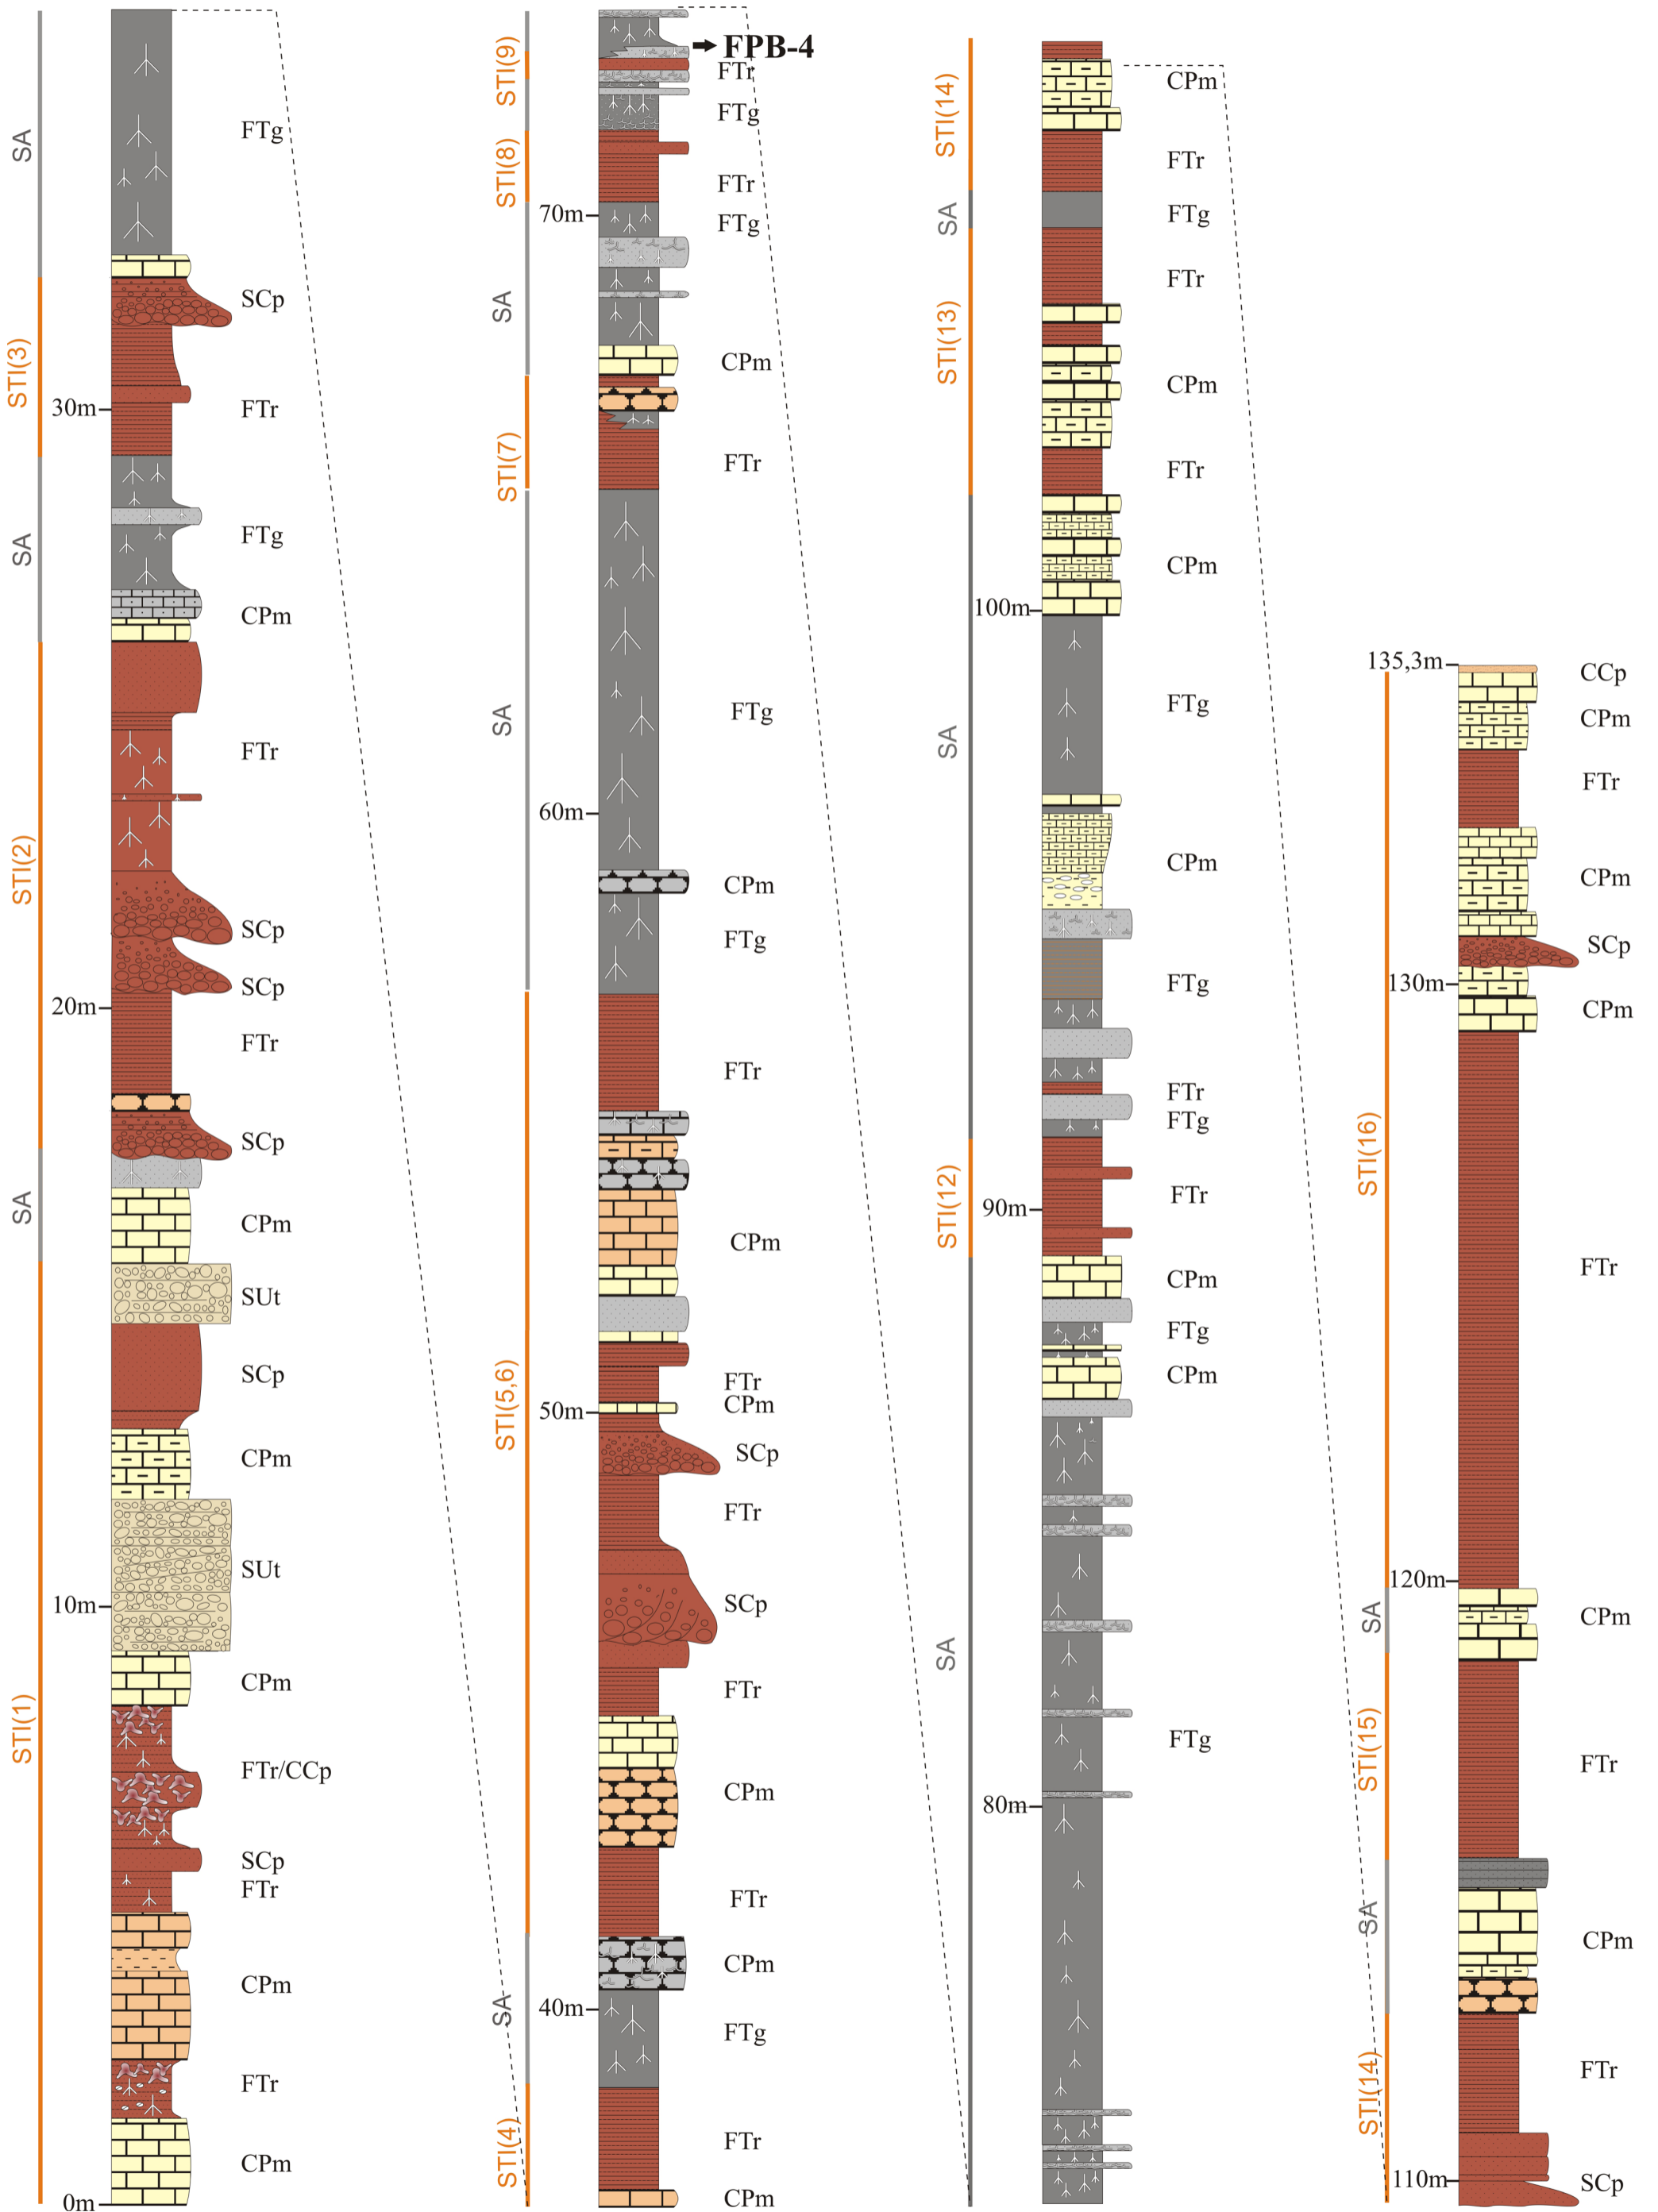 SA
FTg
SCp
STI(3)
30m
FTr
SA
FTg
CPm
FTr
STI(2)
SCp
SCp
20m
FTr
SCp
SA
CPm
SUt
SCp
CPm
SUt
10m
CPm
STI(1)
FTr/CCp
SCp
FTr
CPm
FTr
CPm
0m
FPB-4
STI(9)
FTr
FTg
STI(8)
FTr
70m
FTg
SA
CPm
STI(7)
FTr
SA
FTg
60m
CPm
FTg
FTr
CPm
STI(5,6)
FTr
CPm
50m
SCp
FTr
SCp
FTr
CPm
FTr
CPm
SA
40m
FTg
STI(4)
FTr
CPm
CPm
STI(14)
FTr
SA
FTg
FTr
STI(13)
CPm
FTr
CPm
100m
FTg
SA
CPm
FTg
FTr
FTg
STI(12)
FTr
90m
CPm
FTg
CPm
SA
FTg
80m
135,3m
CCp
CPm
FTr
CPm
SCp
130m
CPm
STI(16)
FTr
120m
SA
CPm
STI(15)
FTr
SA
CPm
STI(14)
FTr
110m
SCp